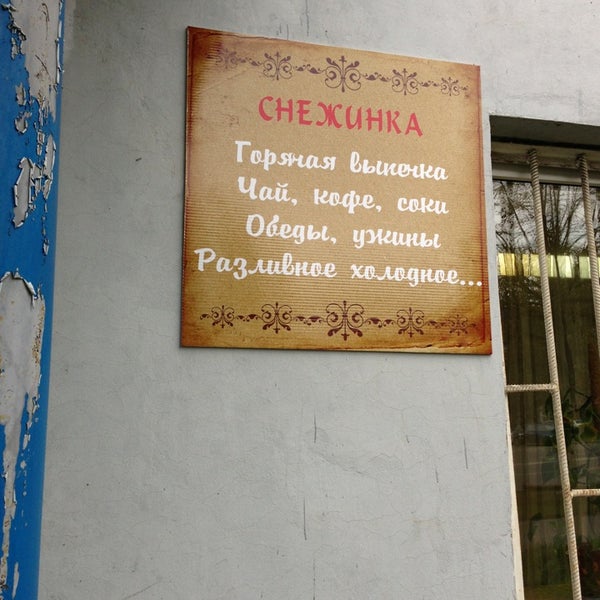 СНЕЖИНКА
Горячая выпечка
Чай, кофе, соки
Обеды, ужины
Разливное холодное...